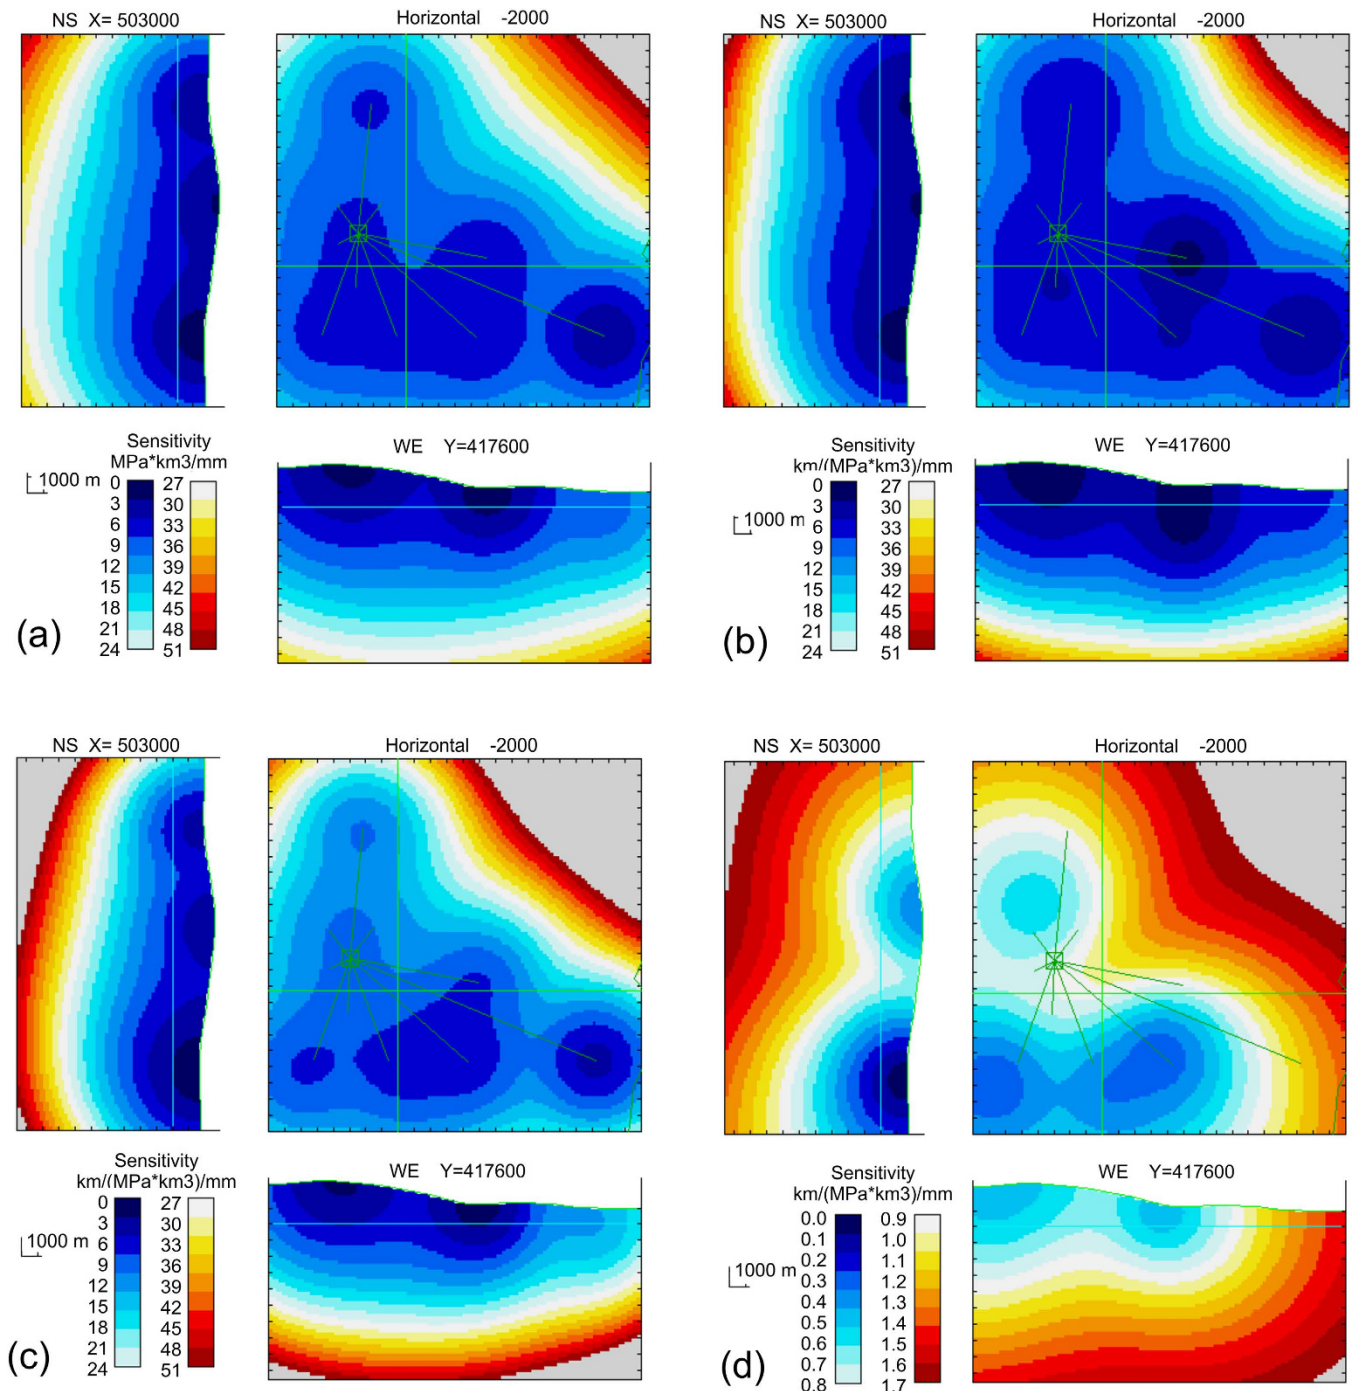 NS X= 503000
Horizontal -2000
Sensitivity
MPa*km3/mm
1000 m
0 27
3 30
6 33
9 36
12 39
15 42
18 45
21 48
24 51
WE Y=417600
(a)
NS X= 503000
Horizontal -2000
Sensitivity
km/(MPa*km3)/mm
1000 m
0 27
3 30
6 33
9 36
12 39
15 42
18 45
21 48
24 51
WE Y=417600
(b)
NS X= 503000
Horizontal -2000
Sensitivity
km/(MPa*km3)/mm
1000 m
0 27
3 30
6 33
9 36
12 39
15 42
18 45
21 48
24 51
WE Y=417600
(c)
NS X= 503000
Horizontal -2000
Sensitivity
km/(MPa*km3)/mm
1000 m
0.0 0.9
0.1 1.0
0.2 1.1
0.3 1.2
0.4 1.3
0.5 1.4
0.6 1.5
0.7 1.6
0.8 1.7
WE Y=417600
(d)